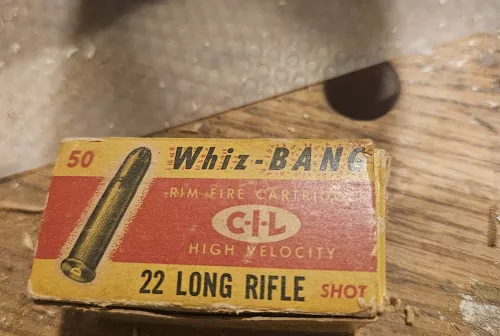 50 Whiz-BANG
RIM FIRE CARTRIDGES
C-I-L
HIGH VELOCITY
22 LONG RIFLE SHOT